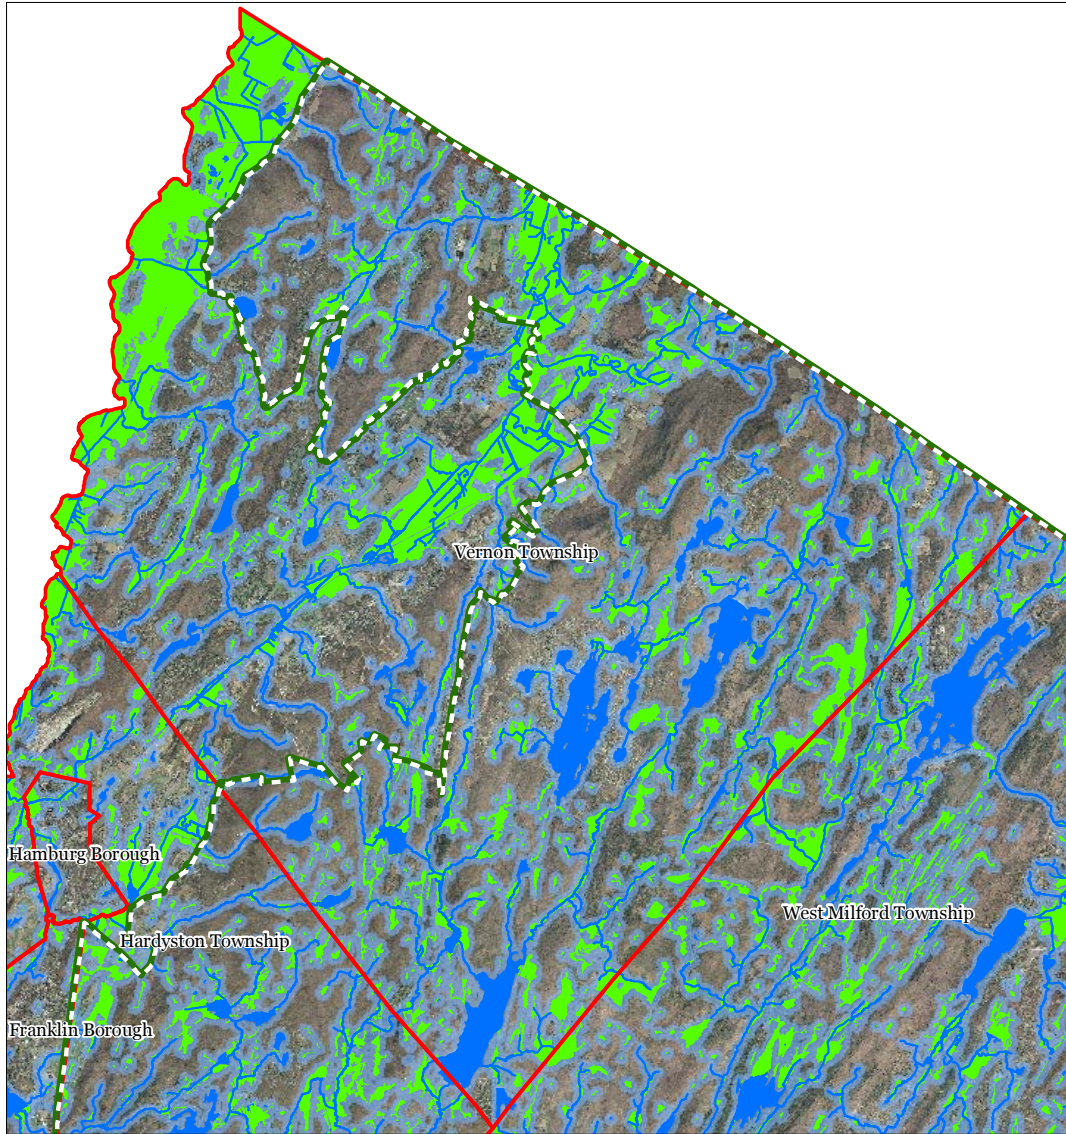 Vernon Township
Hamburg Borough
West Milford Township
Hardyston Township
Franklin Borough